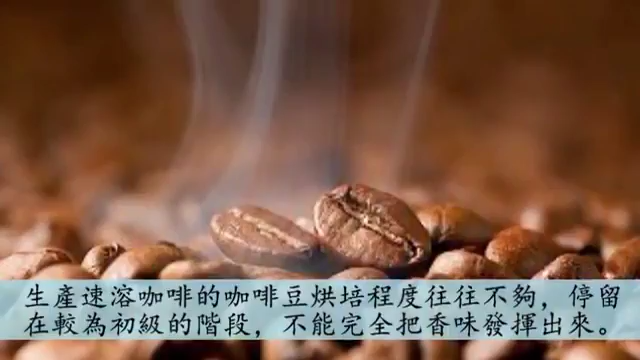 生產速溶咖啡的咖啡豆烘培程度往往不夠，停留
在較為初級的階段，不能完全把香味發揮出來。